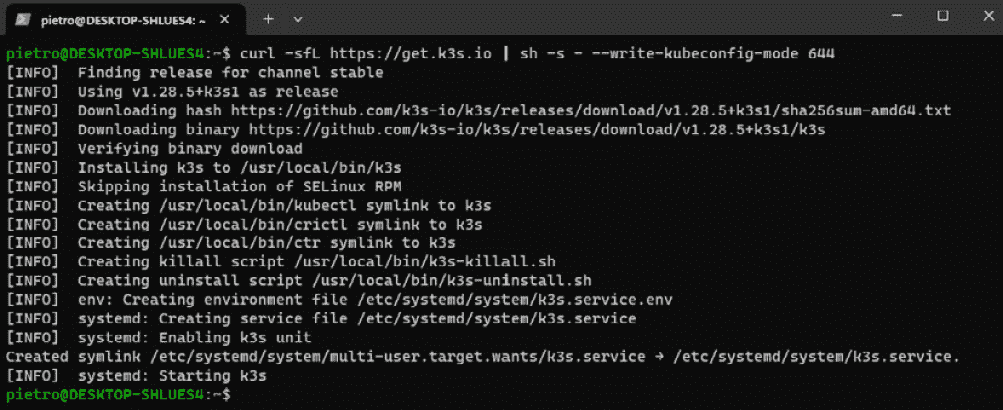 pietro@DESKTOP-SHLUES4: ~
pietro@DESKTOP-SHLUES4:~$ curl -sfL https://get.k3s.io | sh -s - --write-kubeconfig-mode 644
[INFO]  Finding release for channel stable
[INFO]  Using v1.28.5+k3s1 as release
[INFO]  Downloading hash https://github.com/k3s-io/k3s/releases/download/v1.28.5+k3s1/sha256sum-amd64.txt
[INFO]  Downloading binary https://github.com/k3s-io/k3s/releases/download/v1.28.5+k3s1/k3s
[INFO]  Verifying binary download
[INFO]  Installing k3s to /usr/local/bin/k3s
[INFO]  Skipping installation of SELinux RPM
[INFO]  Creating /usr/local/bin/kubectl symlink to k3s
[INFO]  Creating /usr/local/bin/crictl symlink to k3s
[INFO]  Creating /usr/local/bin/ctr symlink to k3s
[INFO]  Creating killall script /usr/local/bin/k3s-killall.sh
[INFO]  Creating uninstall script /usr/local/bin/k3s-uninstall.sh
[INFO]  env: Creating environment file /etc/systemd/system/k3s.service.env
[INFO]  systemd: Creating service file /etc/systemd/system/k3s.service
[INFO]  systemd: Enabling k3s unit
Created symlink /etc/systemd/system/multi-user.target.wants/k3s.service → /etc/systemd/system/k3s.service.
[INFO]  systemd: Starting k3s
pietro@DESKTOP-SHLUES4:~$